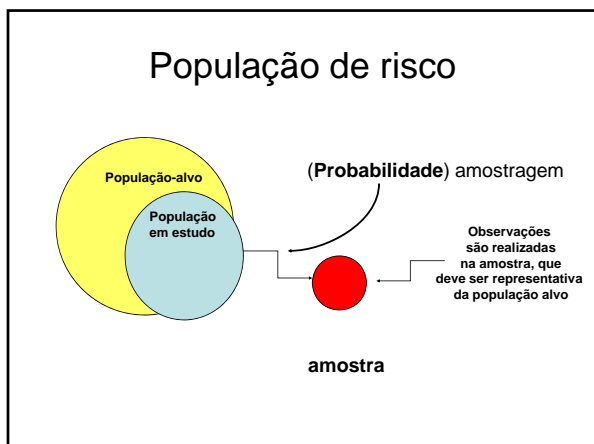 População de risco
População-alvo
População
em estudo
(Probabilidade) amostragem
Observações
são realizadas
na amostra, que
deve ser representativa
da população alvo
amostra